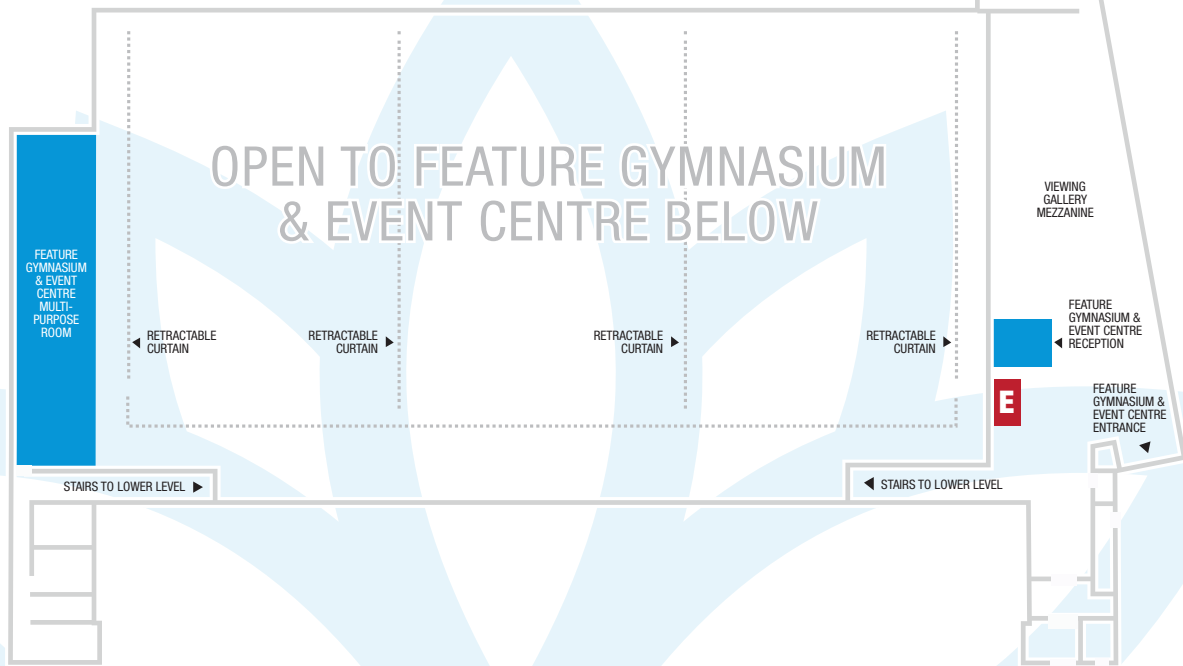 OPEN TO FEATURE GYMNASIUM
& EVENT CENTRE BELOW
VIEWING
GALLERY
MEZZANINE
FEATURE
GYMNASIUM
& EVENT
CENTRE
MULTI-
PURPOSE
ROOM
RETRACTABLE
CURTAIN
RETRACTABLE
CURTAIN
RETRACTABLE
CURTAIN
RETRACTABLE
CURTAIN
FEATURE
GYMNASIUM &
EVENT CENTRE
RECEPTION
E
FEATURE
GYMNASIUM &
EVENT CENTRE
ENTRANCE
STAIRS TO LOWER LEVEL
STAIRS TO LOWER LEVEL